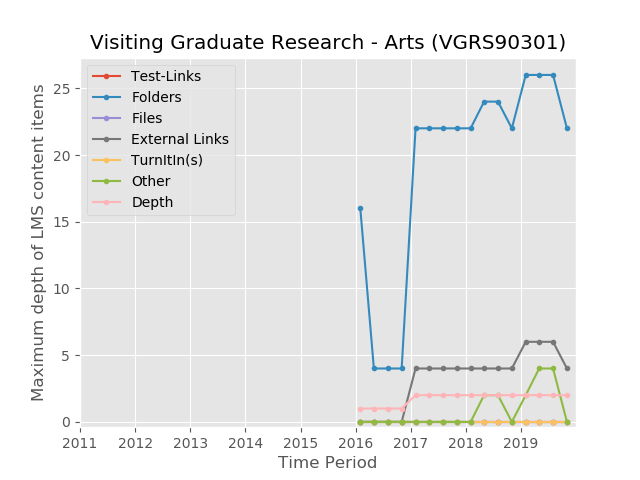 Visiting Graduate Research - Arts (VGRS90301)
Test-Links
Folders
Files
External Links
TurnItIn(s)
Other
Depth
Maximum depth of LMS content items
25
20
15
10
5
0
2011 2012 2013 2014 2015 2016 2017 2018 2019
Time Period